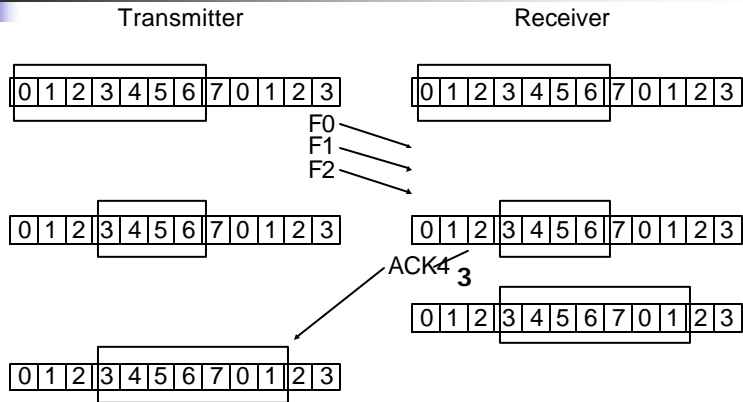 Transmitter Receiver
0 1 2 3 4 5 6 7 0 1 2 3 0 1 2 3 4 5 6 7 0 1 2 3
F0
F1
F2
0 1 2 3 4 5 6 7 0 1 2 3 0 1 2 3 4 5 6 7 0 1 2 3
ACK4 3
0 1 2 3 4 5 6 7 0 1 2 3
0 1 2 3 4 5 6 7 0 1 2 3